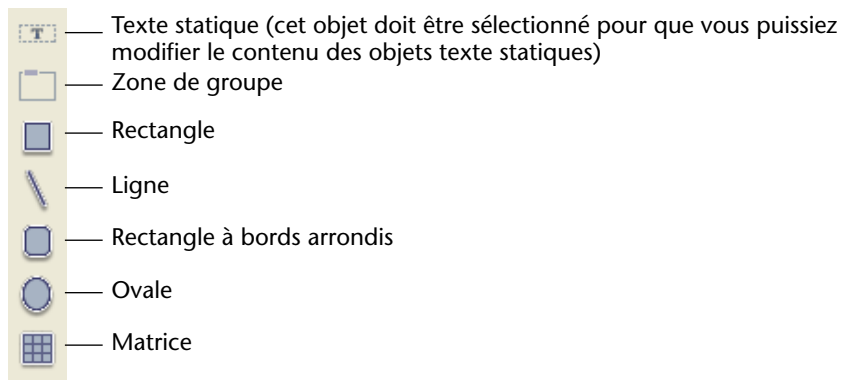 T
Texte statique (cet objet doit être sélectionné pour que vous puissiez
modifier le contenu des objets texte statiques)
Zone de groupe
Rectangle
Ligne
Rectangle à bords arrondis
Ovale
Matrice